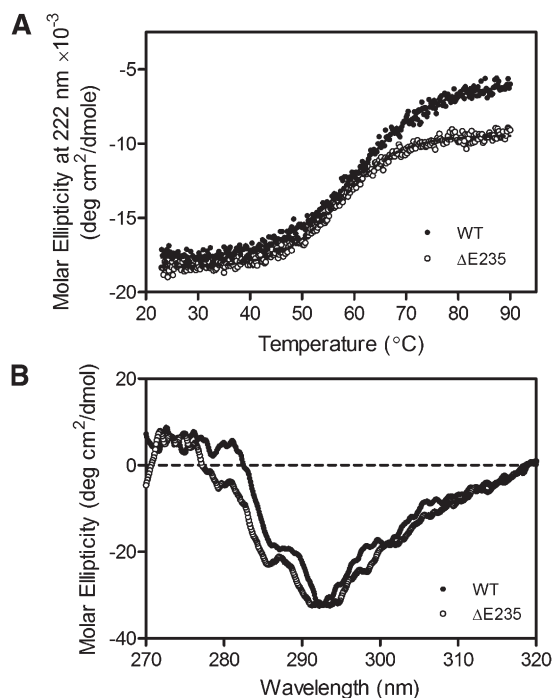 A
Molar Ellipticity at 222 nm ×10-3
(deg cm2/dmole)
-5
-10
-15
-20
20 30 40 50 60 70 80 90
Temperature (°C)
WT
ΔE235
B
Molar Ellipticity (deg cm2/dmol)
20
0
-20
-40
270 280 290 300 310 320
Wavelength (nm)
WT
ΔE235